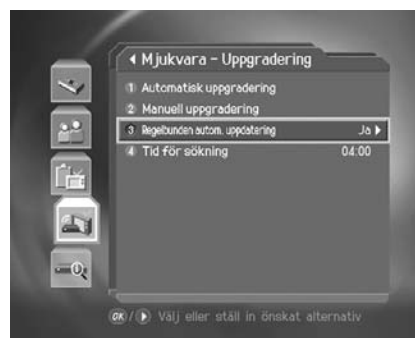 Mjukvara - Uppgradering
1 Automatisk uppgradering
2 Manuell uppgradering
3 Regelbunden autom. uppdatering Ja
4 Tid för sökning 04:00
OK / Välj eller ställ in önskat alternativ